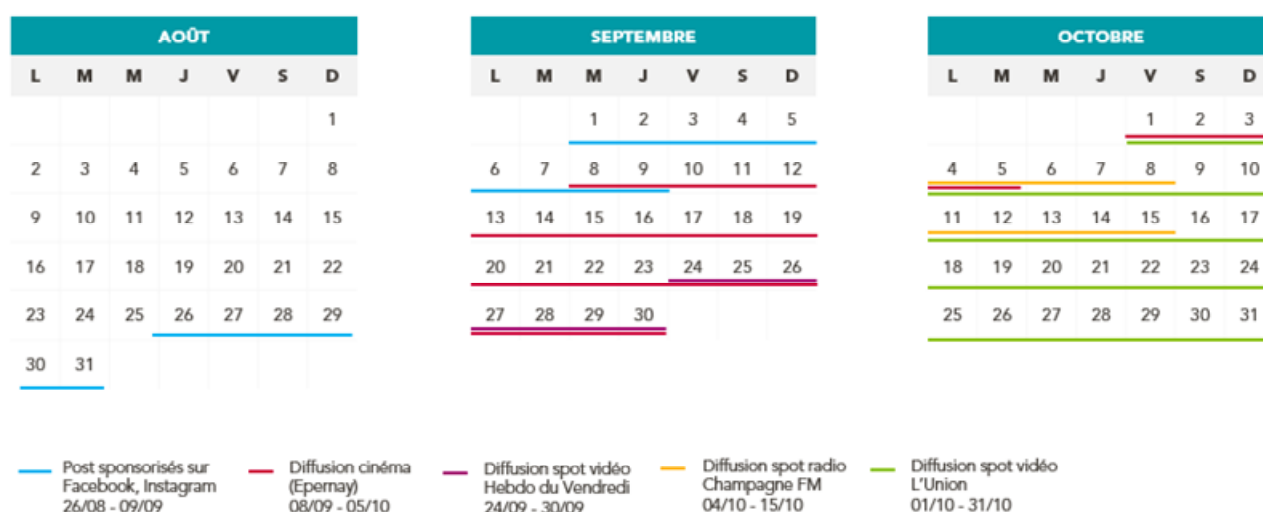 AOÛT
L M M J V S D
1
2 3 4 5 6 7 8
9 10 11 12 13 14 15
16 17 18 19 20 21 22
23 24 25 26 27 28 29
30 31
SEPTEMBRE
L M M J V S D
1 2 3 4 5
6 7 8 9 10 11 12
13 14 15 16 17 18 19
20 21 22 23 24 25 26
27 28 29 30
OCTOBRE
L M M J V S D
1 2 3
4 5 6 7 8 9 10
11 12 13 14 15 16 17
18 19 20 21 22 23 24
25 26 27 28 29 30 31
Post sponsorisés sur
Facebook, Instagram
26/08 - 09/09
Diffusion cinéma
(Epernay)
08/09 - 05/10
Diffusion spot vidéo
Hebdo du Vendredi
24/09 - 30/09
Diffusion spot radio
Champagne FM
04/10 - 15/10
Diffusion spot vidéo
L'Union
01/10 - 31/10